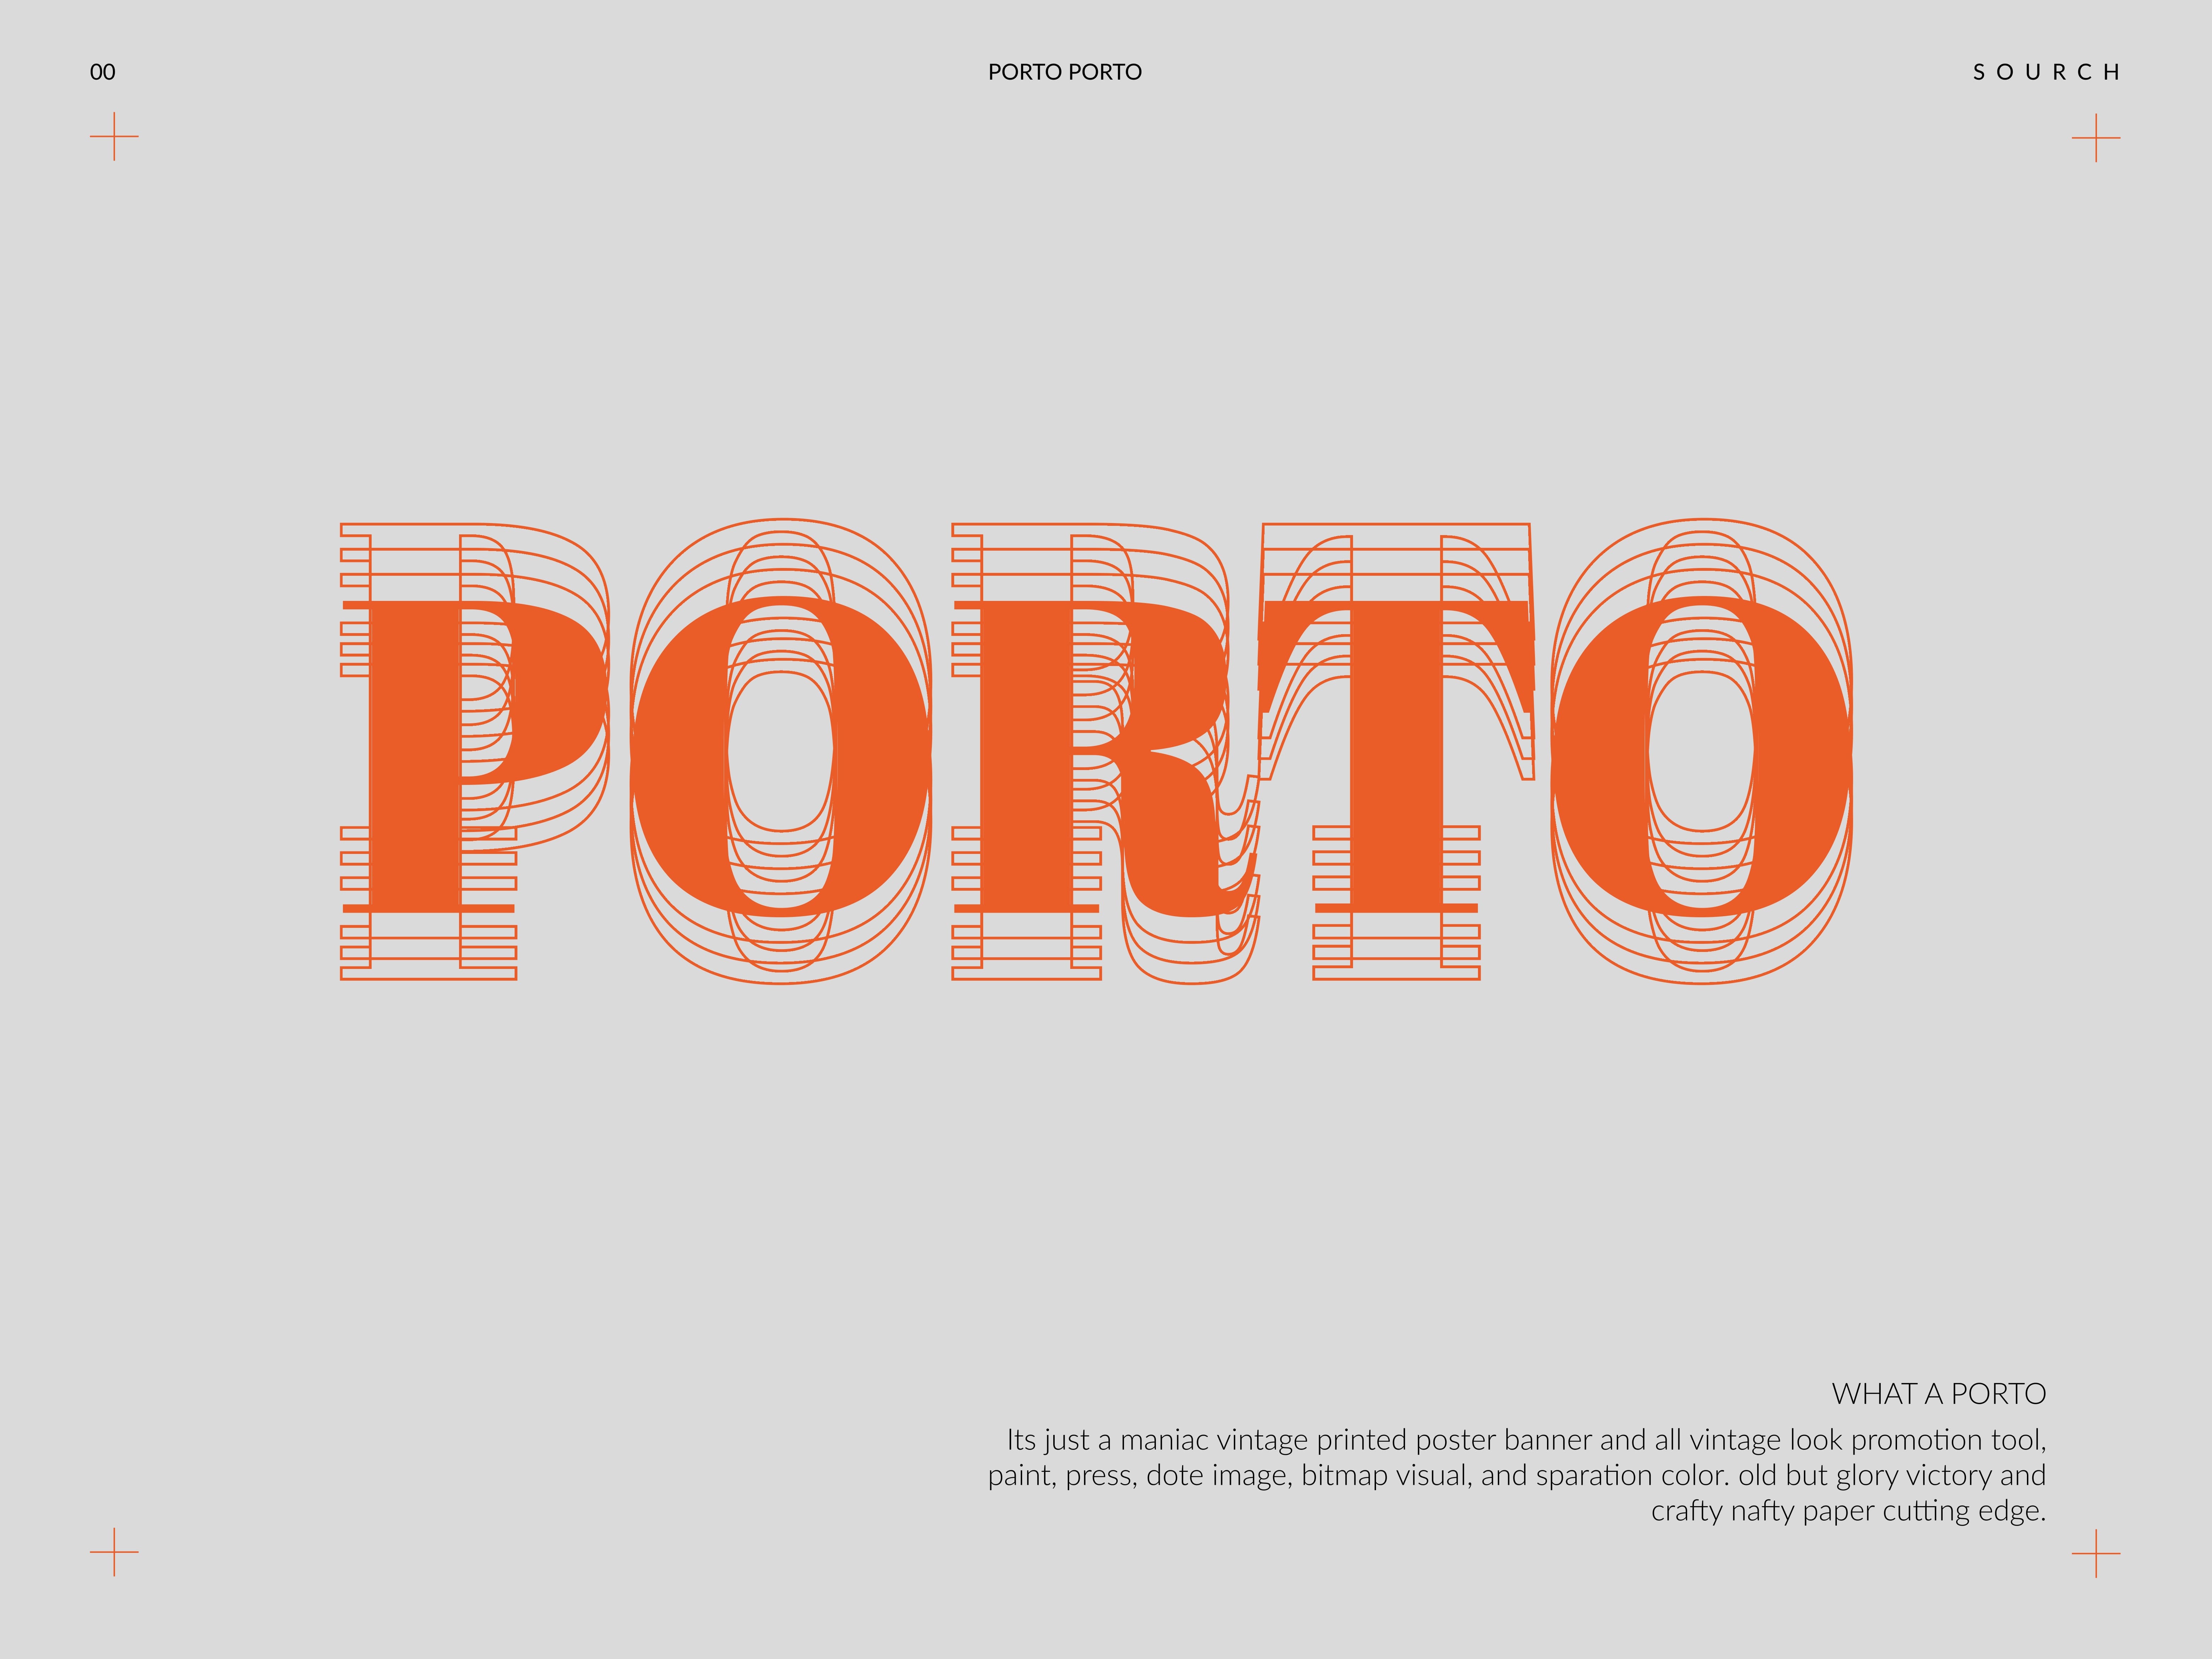 00
PORTO PORTO
S O U R C H
PORTO
WHAT A PORTO
Its just a maniac vintage printed poster banner and all vintage look promotion tool,
paint, press, dote image, bitmap visual, and sparation color. old but glory victory and
crafty nafty paper cutting edge.